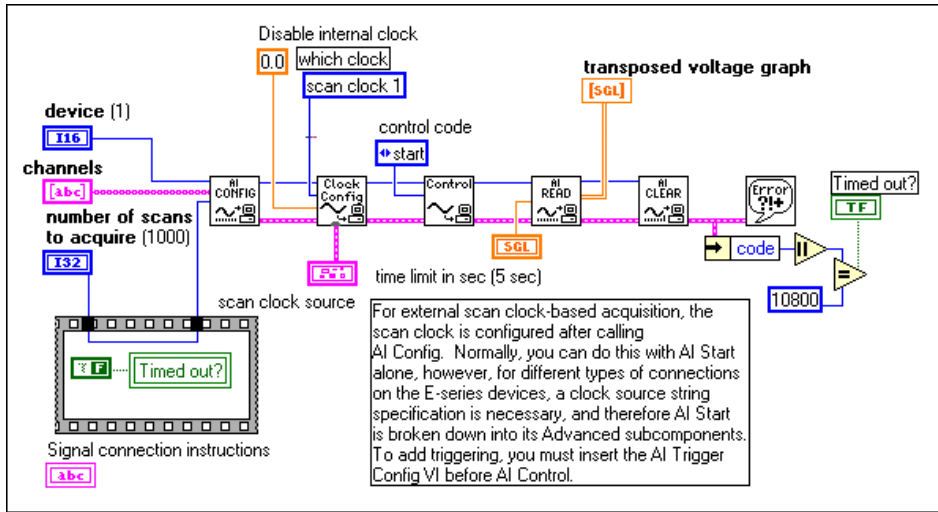 Disable internal clock
0.0
which clock
scan clock 1
transposed voltage graph
[SGL]
device (1)
I16
control code
start
channels
[abc]
AI
CONFIG
Clock
Config
Control
AI
READ
AI
CLEAR
Error
?!+
Timed out?
TF
number of scans
to acquire (1000)
I32
SGL
code
=
10800
scan clock source
time limit in sec (5 sec)
F
Timed out?
Signal connection instructions
abc
For external scan clock-based acquisition, the
scan clock is configured after calling
AI Config. Normally, you can do this with AI Start
alone, however, for different types of connections
on the E-series devices, a clock source string
specification is necessary, and therefore AI Start
is broken down into its Advanced subcomponents.
To add triggering, you must insert the AI Trigger
Config VI before AI Control.